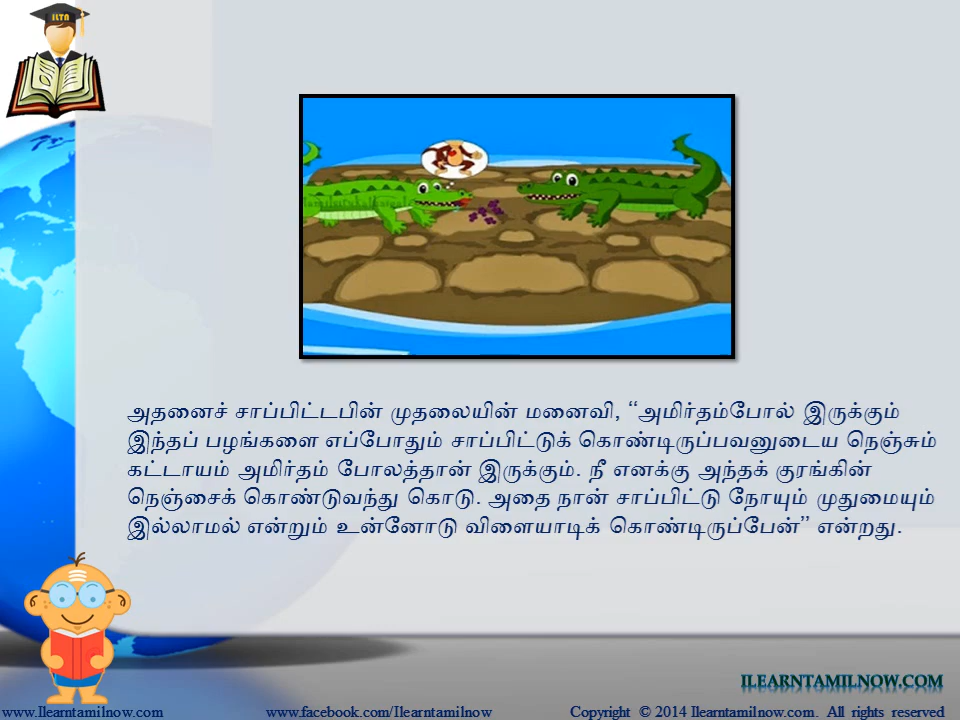 ILTN
அதனைச் சாப்பிட்டபின் முதலையின் மனைவி, “அமிர்தம்போல் இருக்கும்
இந்தப் பழங்களை எப்போதும் சாப்பிட்டுக் கொண்டிருப்பவனுடைய நெஞ்சும்
கட்டாயம் அமிர்தம் போலத்தான் இருக்கும். நீ எனக்கு அந்தக் குரங்கின்
நெஞ்சைக் கொண்டுவந்து கொடு. அதை நான் சாப்பிட்டு நோயும் முதுமையும்
இல்லாமல் என்றும் உன்னோடு விளையாடிக் கொண்டிருப்பேன்” என்றது.
ILEARNTAMILNOW.COM
www.Ilearntamilnow.com www.facebook.com/Ilearntamilnow Copyright © 2014 Ilearntamilnow.com. All rights reserved